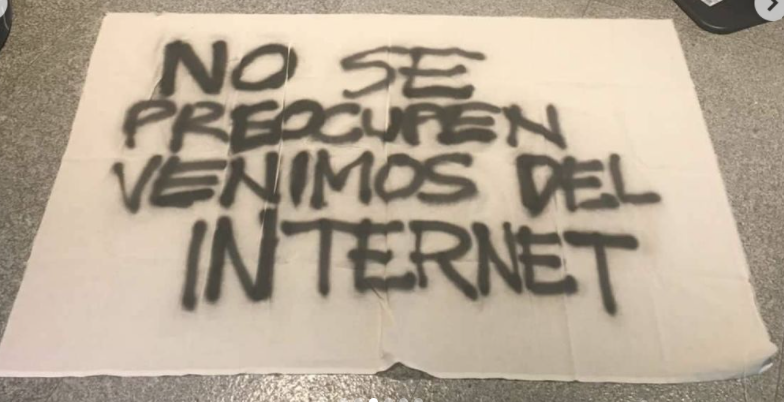 NO SE
PREOCUPEN
VENIMOS DEL
INTERNET